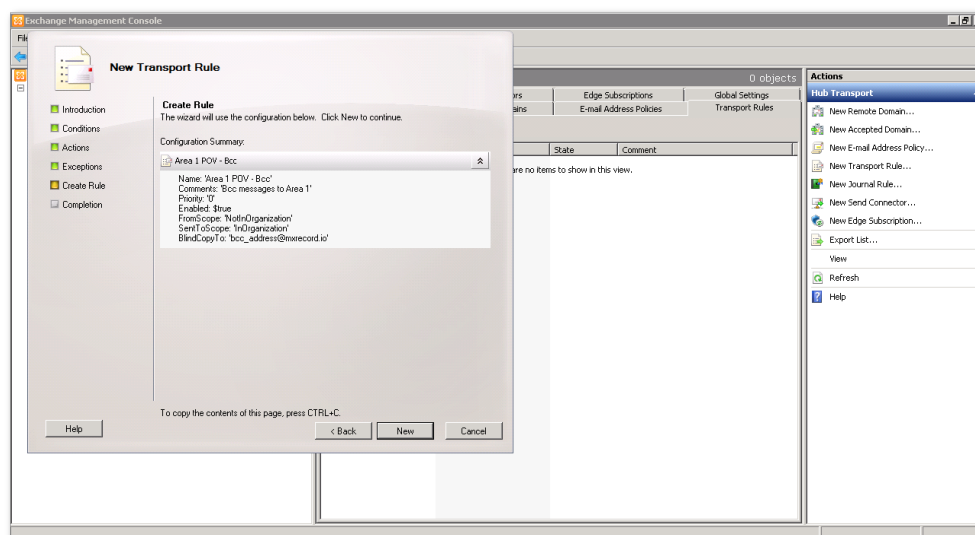 Exchange Management Console
New Transport Rule
Introduction
Conditions
Actions
Exceptions
Create Rule
Completion
Create Rule
The wizard will use the configuration below. Click New to continue.
Configuration Summary:
Area 1 POV - Bcc
Name: 'Area 1 POV - Bcc'
Comments: 'Bcc messages to Area 1'
Priority: '0'
Enabled: $true
FromScope: 'NotInOrganization'
SentToScope: 'InOrganization'
BlindCopyTo: 'bcc_address@mxrecord.io'
To copy the contents of this page, press CTRL+C.
Help
< Back
New
Cancel
0 objects
Edge Subscriptions
Global Settings
E-mail Address Policies
Transport Rules
State
Comment
are no items to show in this view.
Actions
Hub Transport
New Remote Domain...
New Accepted Domain...
New E-mail Address Policy...
New Transport Rule...
New Journal Rule...
New Send Connector...
New Edge Subscription...
Export List...
View
Refresh
Help